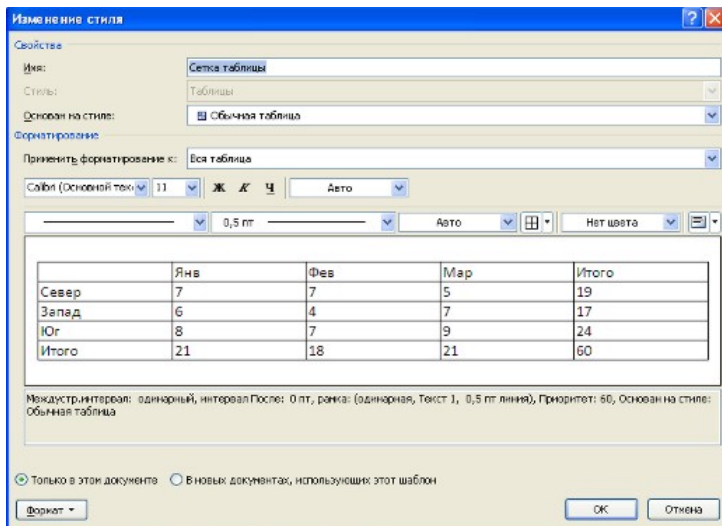 Изменение стиля
Свойства
Имя: Сетка таблицы
Стиль: Таблицы
Основан на стиле: Обычная таблица
Форматирование
Применить форматирование к: Вся таблица
Calibri (Основной тек 11 Ж К Ч Авто
0,5 пт Авто Нет цвета
Янв Фев Мар Итого
Север 7 7 5 19
Запад 6 4 7 17
Юг 8 7 9 24
Итого 21 18 21 60
Междустр.интервал: одинарный, интервал После: 0 пт, рамка: (одинарная, Текст 1, 0,5 пт линия), Приоритет: 60, Основан на стиле:
Обычная таблица
Только в этом документе В новых документах, использующих этот шаблон
Формат ОК Отмена